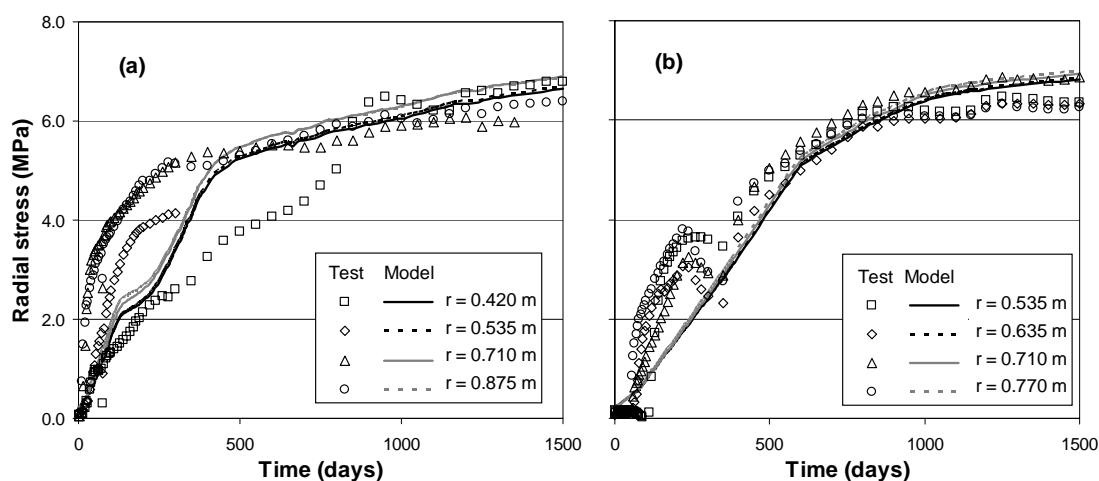 (a)
Radial stress (MPa)
8.0
6.0
4.0
2.0
0.0
0 500 1000 1500
Time (days)
Test Model
r = 0.420 m
r = 0.535 m
r = 0.710 m
r = 0.875 m
(b)
0 500 1000 1500
Time (days)
Test Model
r = 0.535 m
r = 0.635 m
r = 0.710 m
r = 0.770 m